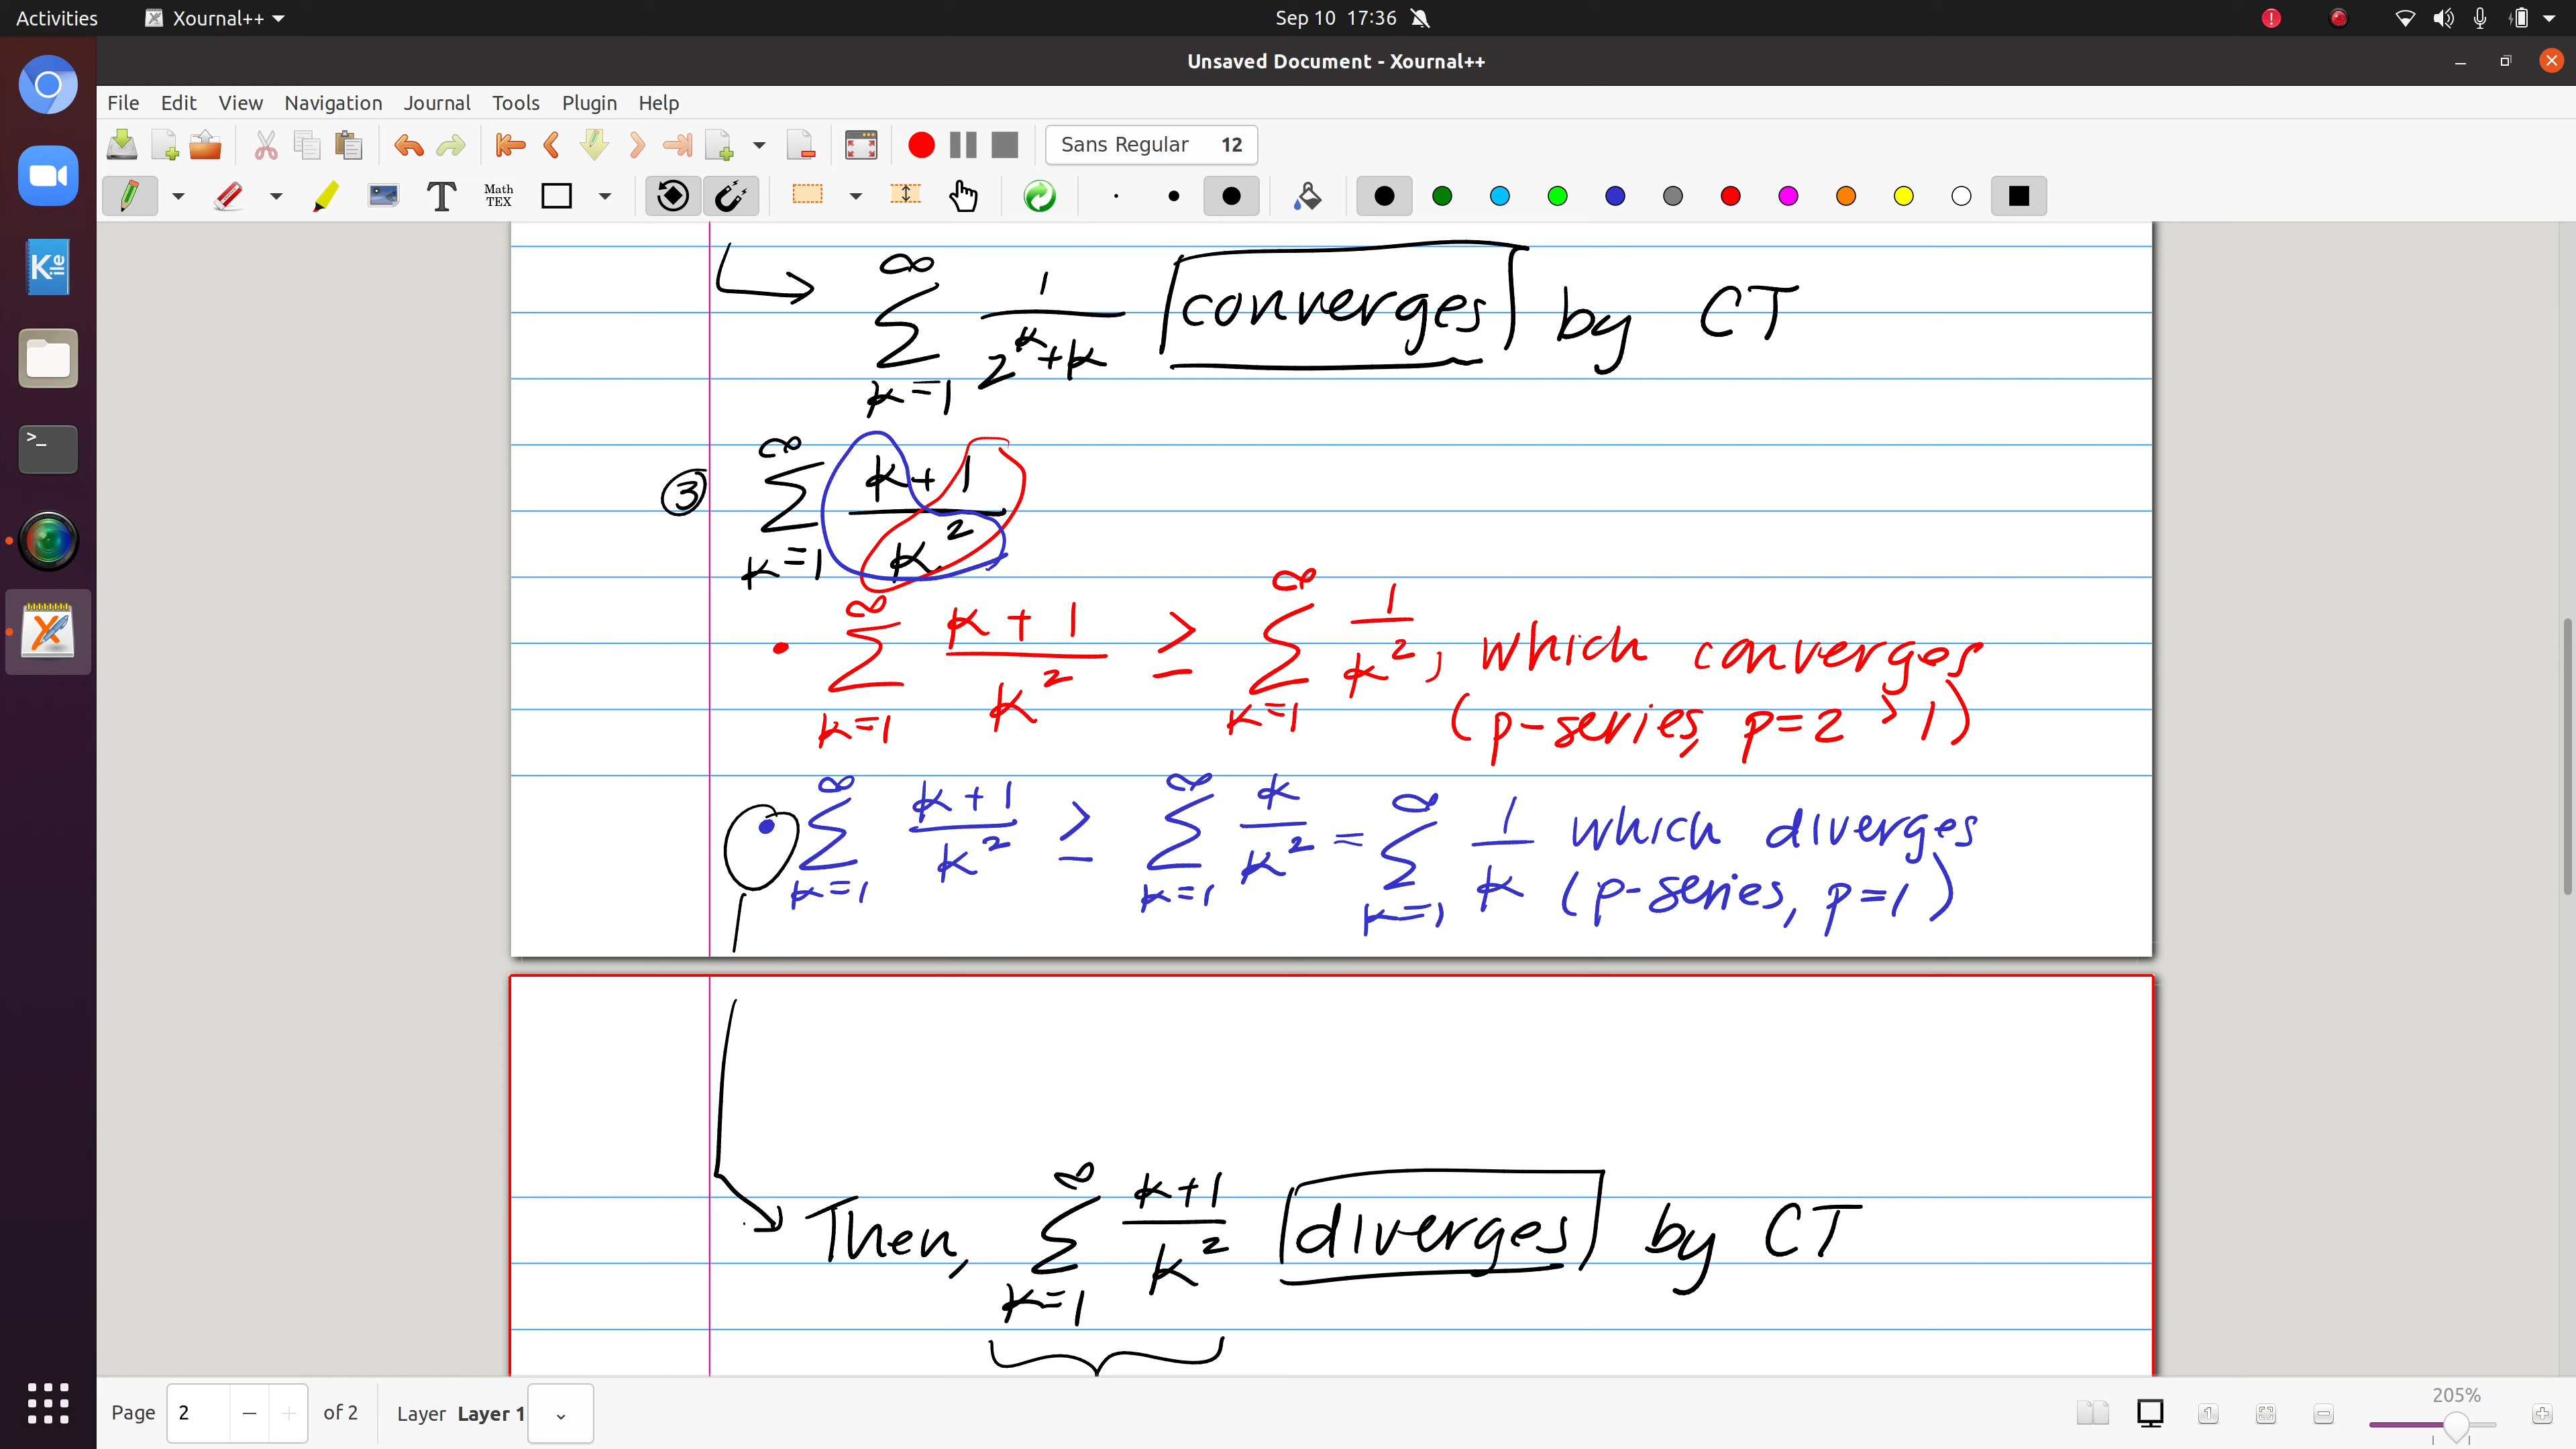 Activities Xournal++ Sep 10 17:36
Unsaved Document - Xournal++
File Edit View Navigation Journal Tools Plugin Help
Sans Regular 12
Math TEX
Kile
>_
∞ ∑ k=1 1/(2^k+k) converges by CT
③ ∞ ∑ k=1 (k+1)/k²
• ∞ ∑ k=1 (k+1)/k² ≥ ∞ ∑ k=1 1/k², which converges
(p-series, p=2 > 1)
• ∞ ∑ k=1 (k+1)/k² ≥ ∞ ∑ k=1 k/k² = ∞ ∑ k=1 1/k which diverges
(p-series, p=1)
Then, ∞ ∑ k=1 (k+1)/k² diverges by CT
Page 2 of 2 Layer Layer 1 205%